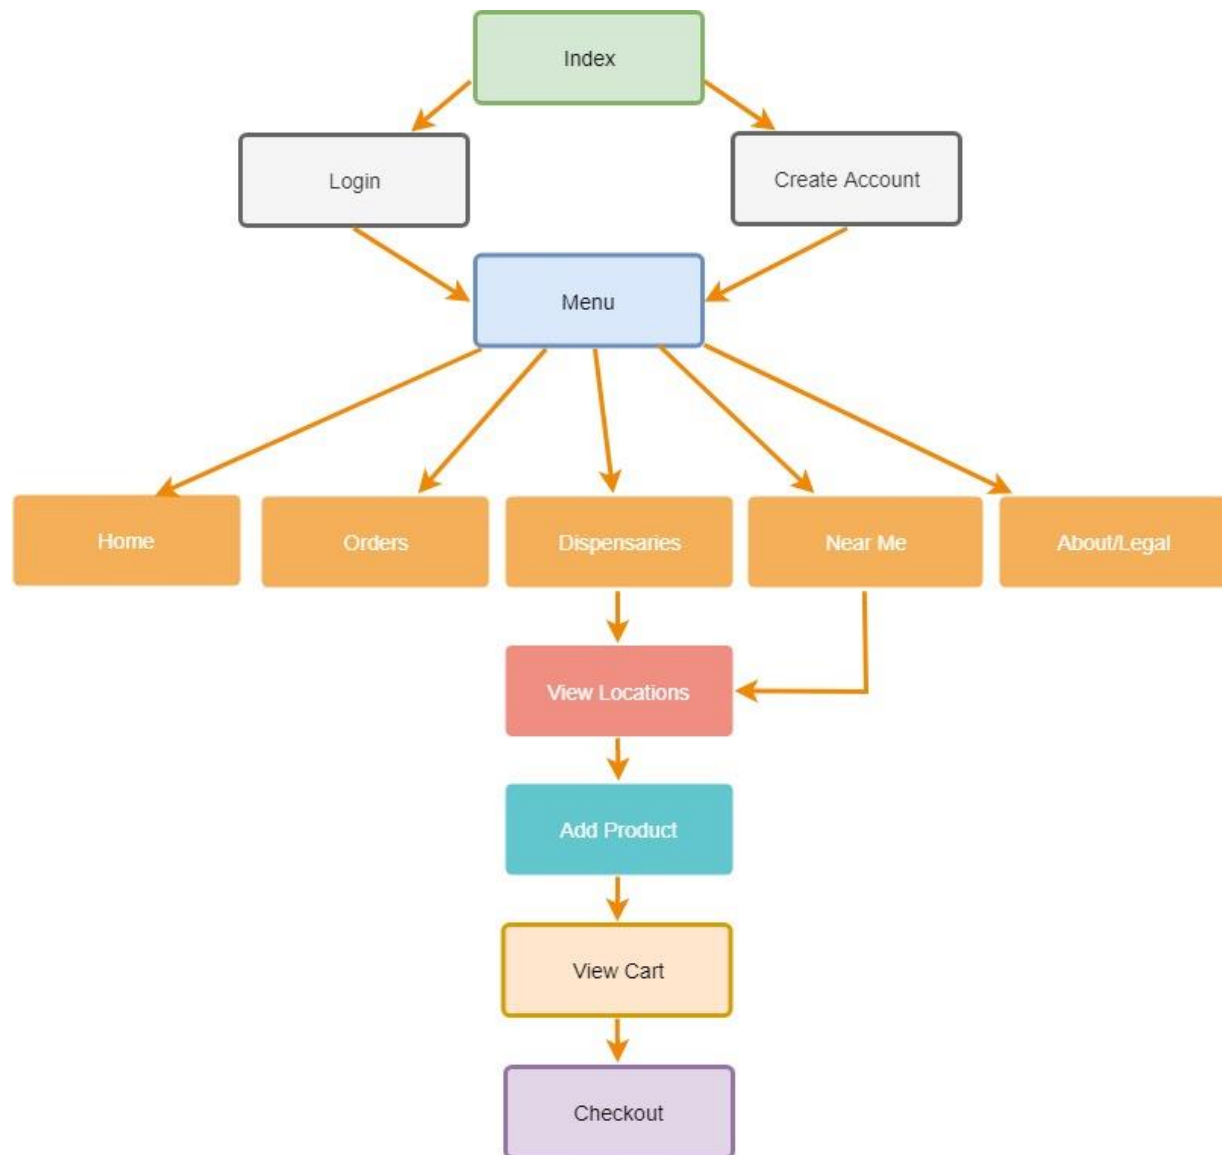 Index
Login
Create Account
Menu
Home
Orders
Dispensaries
Near Me
About/Legal
View Locations
Add Product
View Cart
Checkout